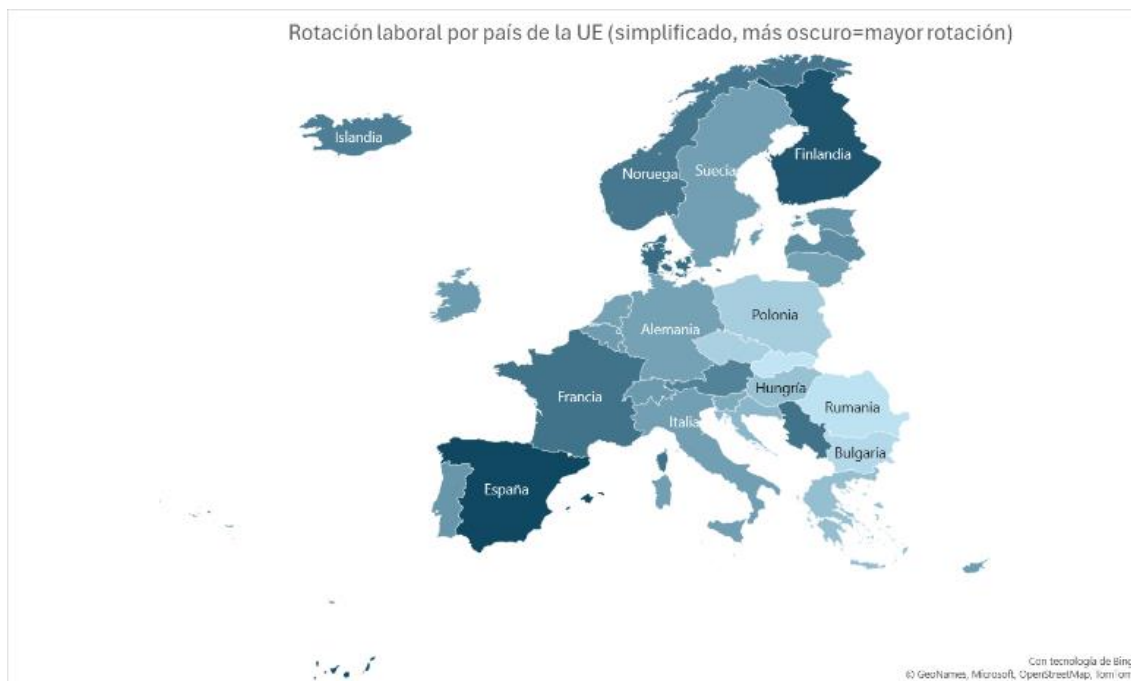 Rotación laboral por país de la UE (simplificado, más oscuro=mayor rotación)
Islandia
Noruega
Suecia
Finlandia
Polonia
Alemania
Hungría
Francia
Rumania
Italia
Bulgaria
España
Con tecnología de Bing
© GeoNames, Microsoft, OpenStreetMap, TomTom